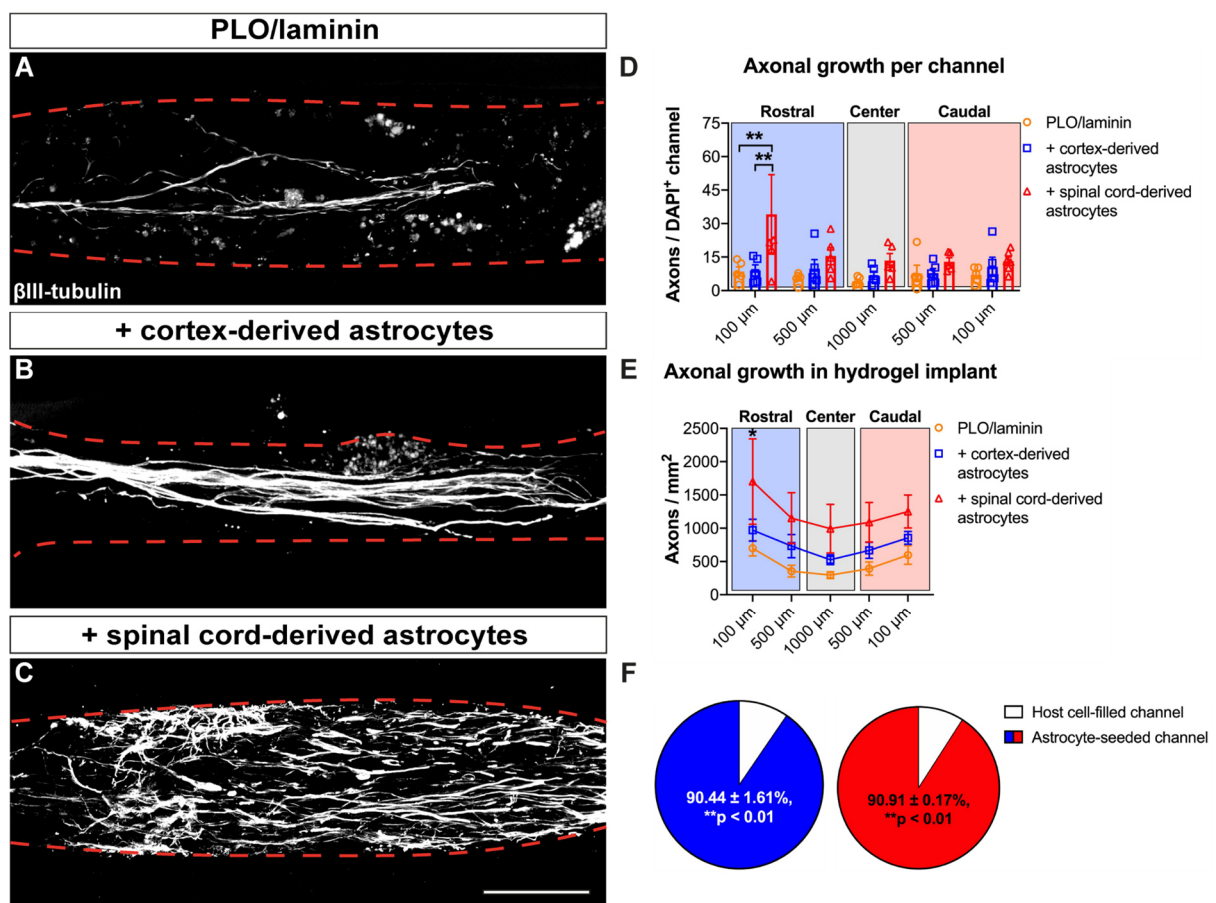 PLO/laminin
A
βIII-tubulin
+ cortex-derived astrocytes
B
+ spinal cord-derived astrocytes
C
D
Axonal growth per channel
Rostral
Center
Caudal
Axons / DAPI⁺ channel
75
60
45
30
15
0
**
**
100 µm
500 µm
1000 µm
500 µm
100 µm
PLO/laminin
+ cortex-derived
astrocytes
+ spinal cord-derived
astrocytes
E
Axonal growth in hydrogel implant
Rostral
Center
Caudal
Axons / mm²
2500
2000
1500
1000
500
0
*
100 µm
500 µm
1000 µm
500 µm
100 µm
PLO/laminin
+ cortex-derived
astrocytes
+ spinal cord-derived
astrocytes
F
90.44 ± 1.61%,
**p < 0.01
90.91 ± 0.17%,
**p < 0.01
Host cell-filled channel
Astrocyte-seeded channel